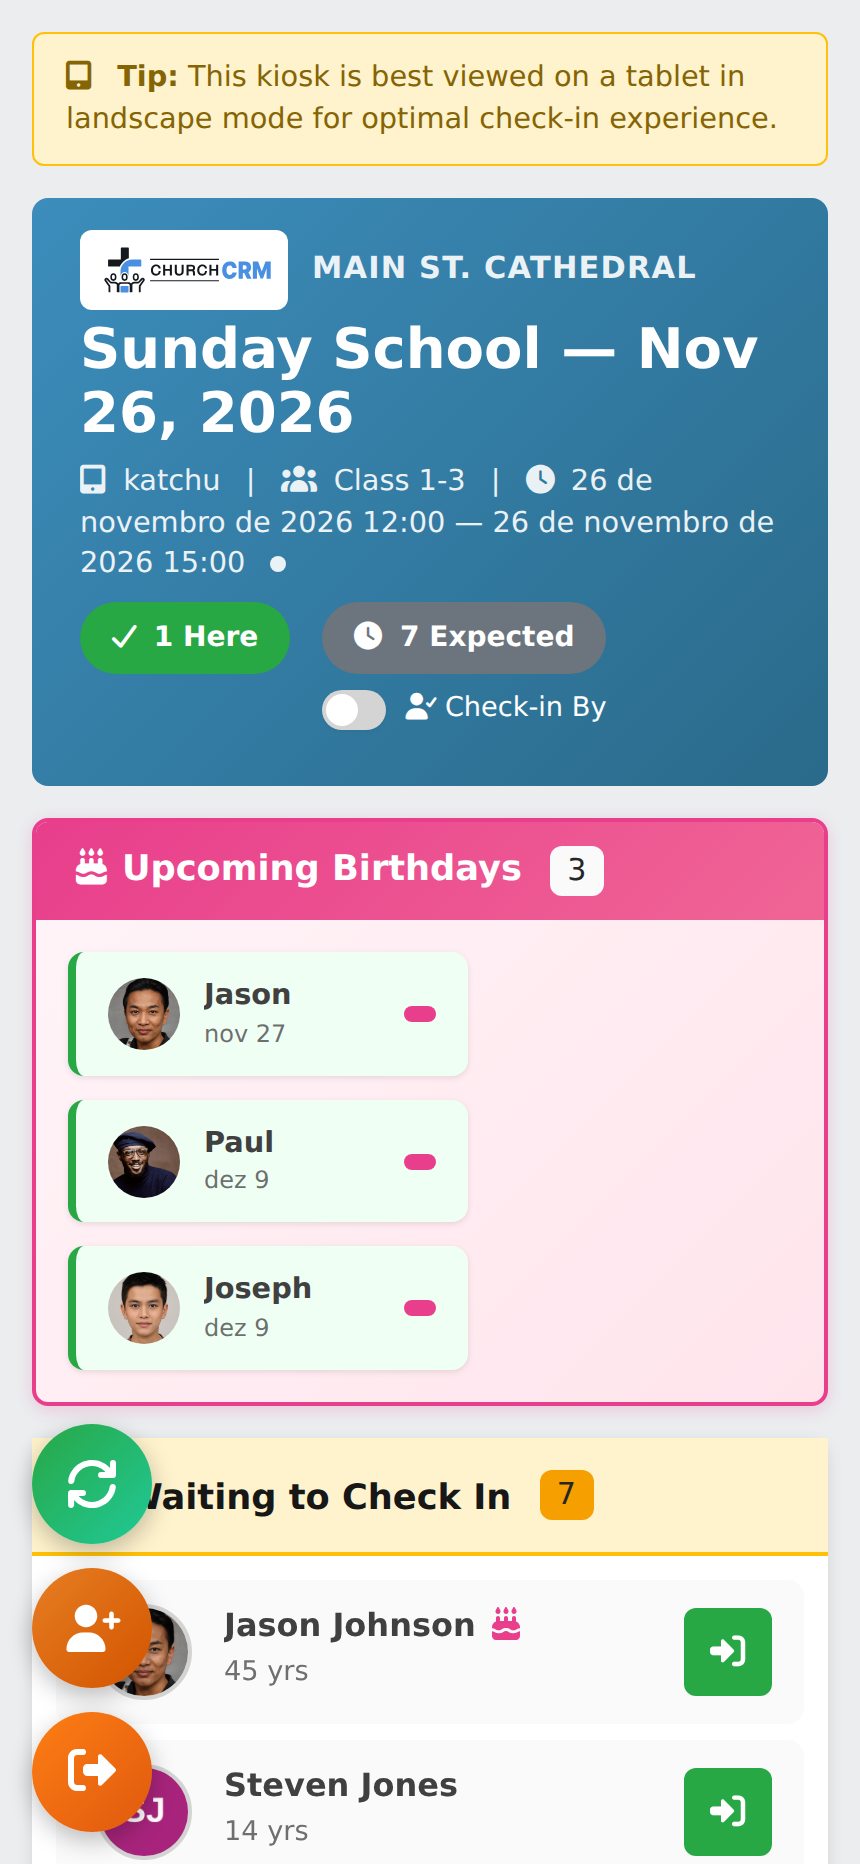 Tip: This kiosk is best viewed on a tablet in
landscape mode for optimal check-in experience.
CHURCHCRM
MAIN ST. CATHEDRAL
Sunday School — Nov
26, 2026
katchu | Class 1-3 | 26 de
novembro de 2026 12:00 — 26 de novembro de
2026 15:00
1 Here
7 Expected
Check-in By
Upcoming Birthdays 3
Jason
nov 27
Paul
dez 9
Joseph
dez 9
Waiting to Check In 7
Jason Johnson
45 yrs
SJ
Steven Jones
14 yrs